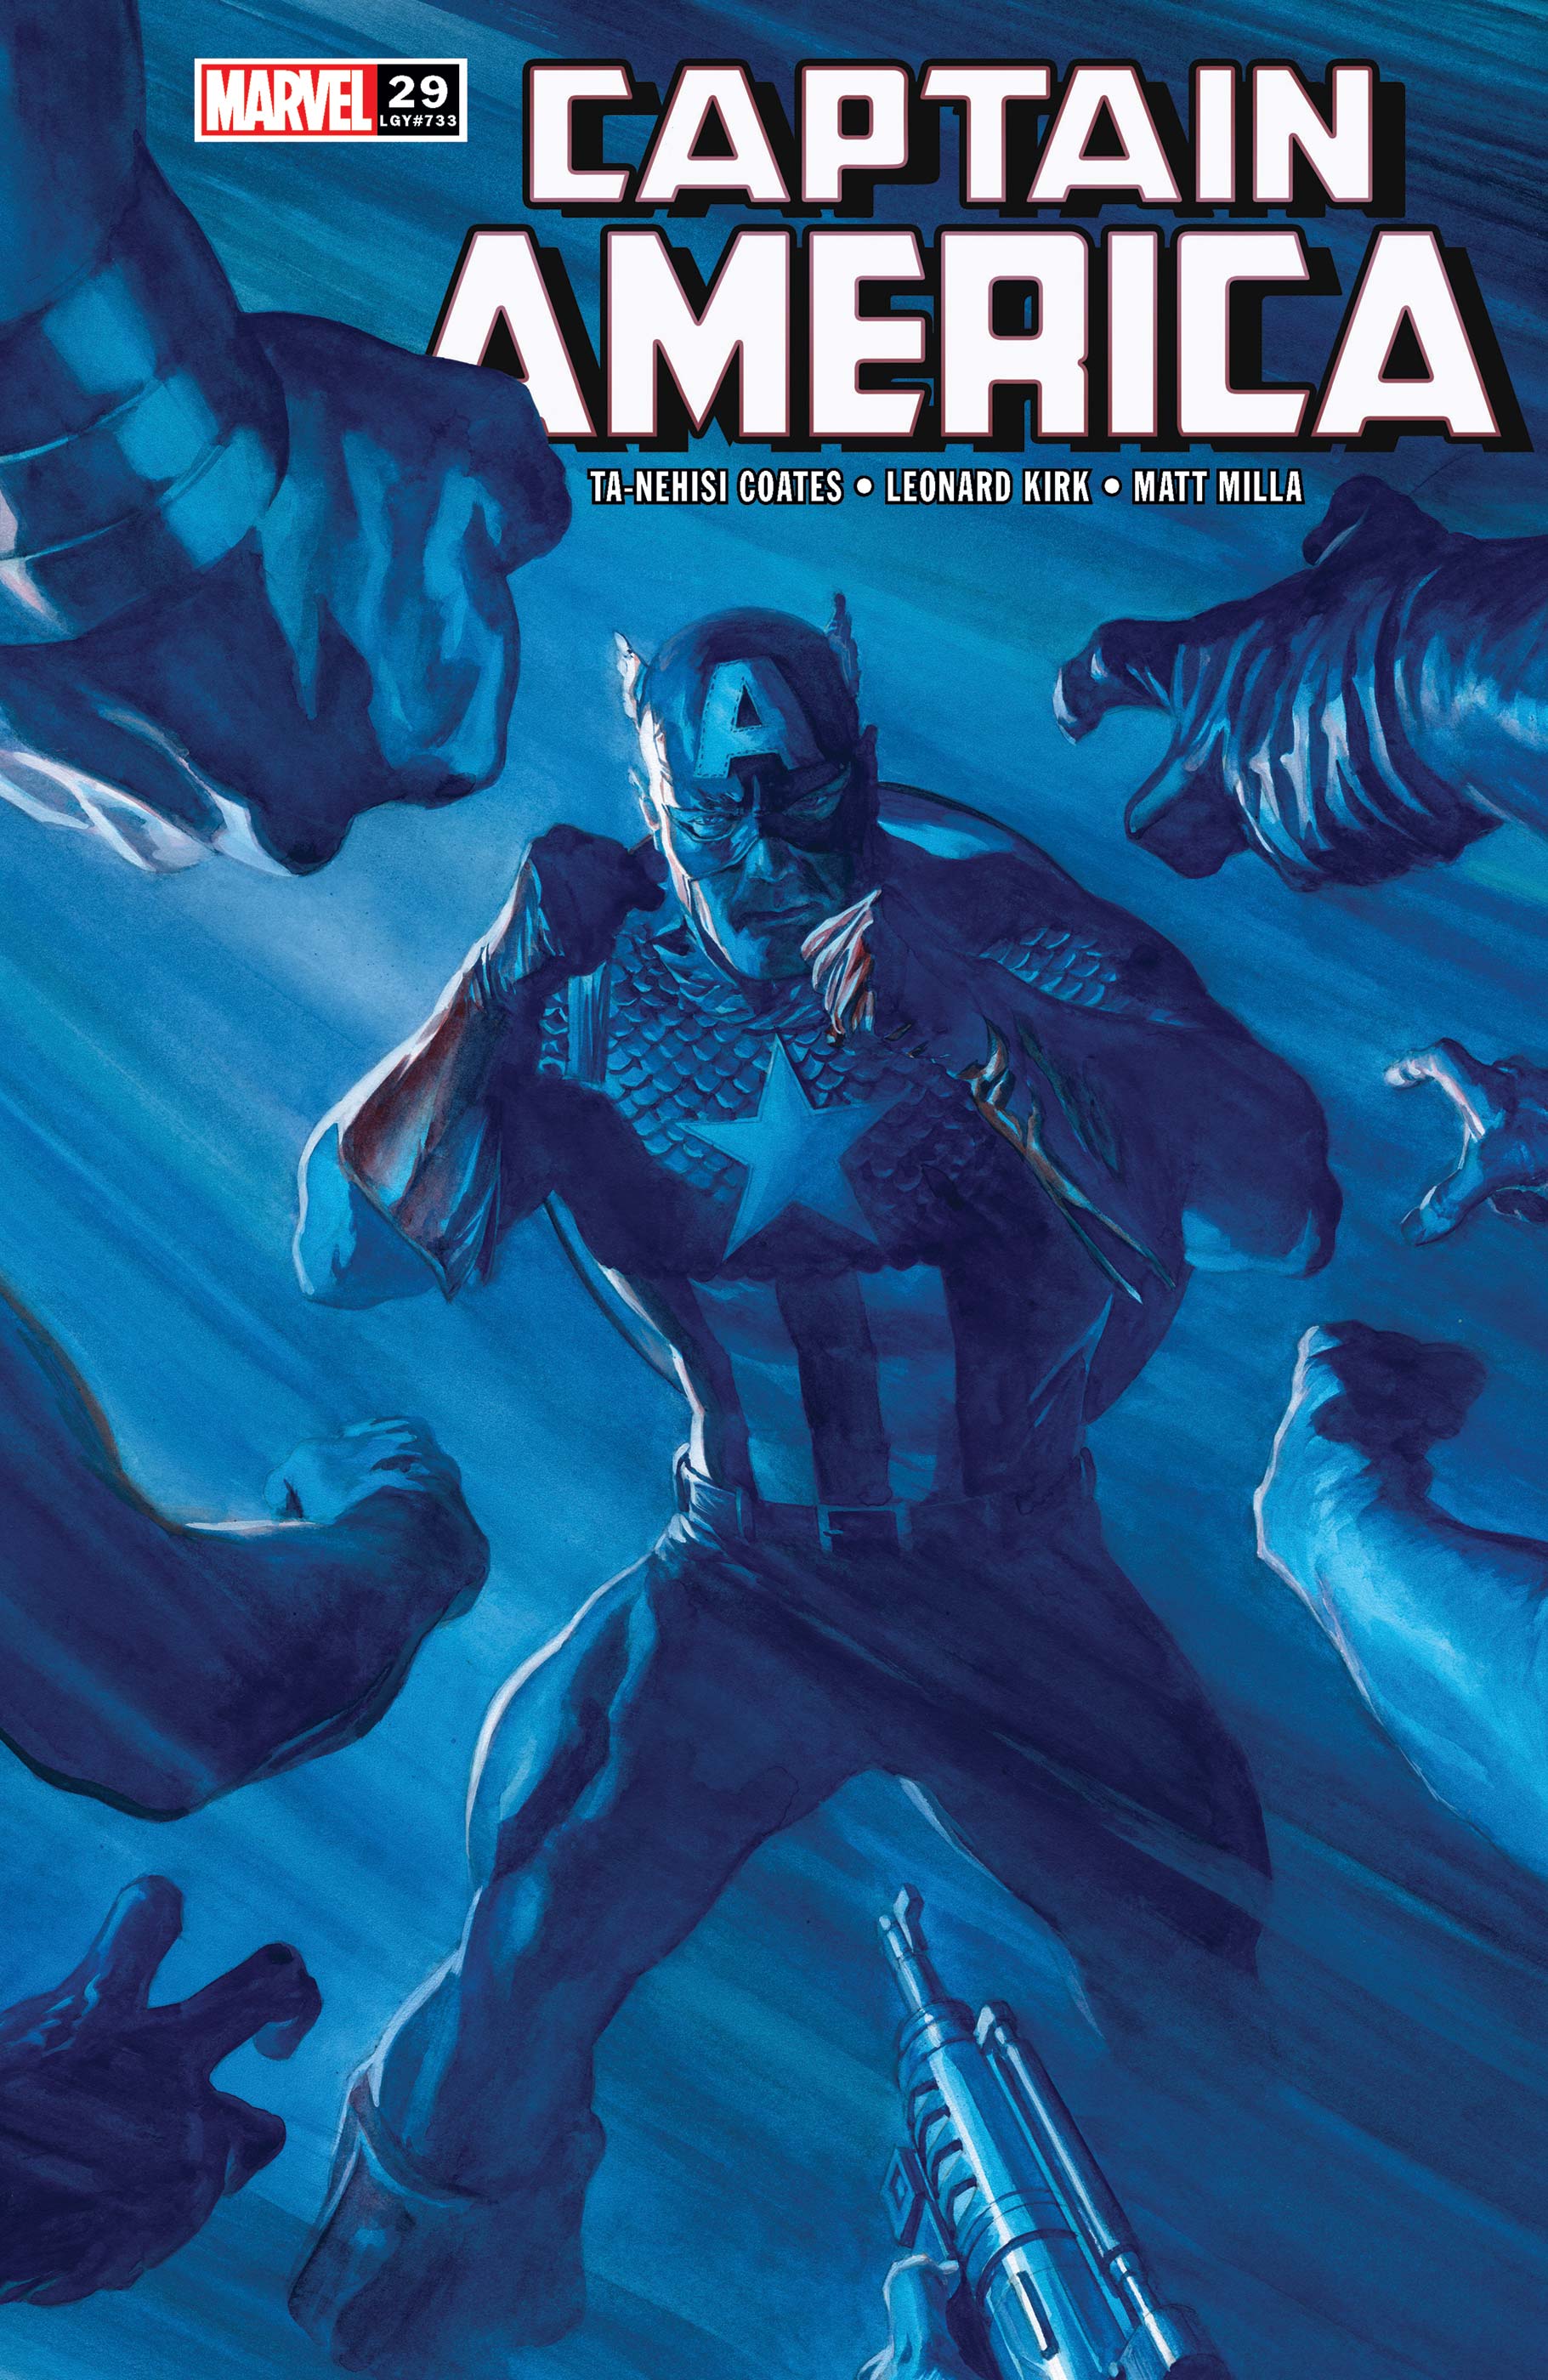 MARVEL
29
LGY#733
CAPTAIN
AMERICA
TA-NEHISI COATES • LEONARD KIRK • MATT MILLA
A